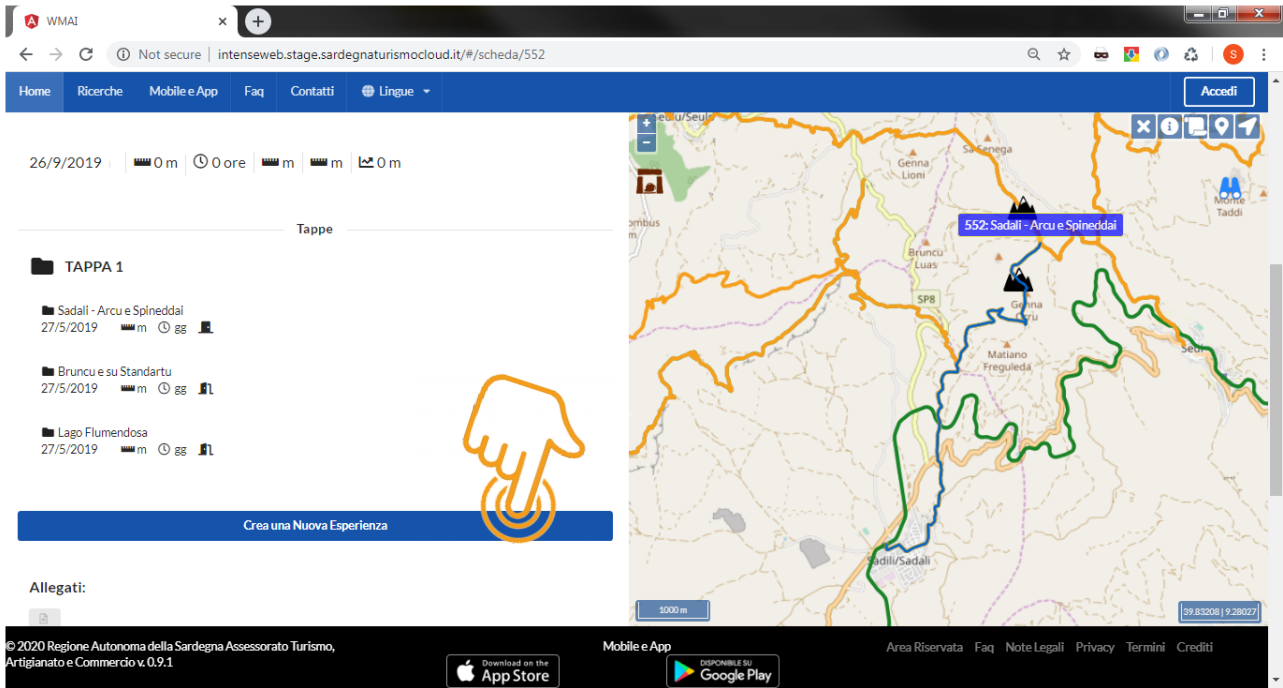 WMAI
Not secure | intenseweb.stage.sardegnaturismocloud.it/#/scheda/552
S
Home Ricerche Mobile e App Faq Contatti Lingue Accedi
26/9/2019 0 m 0 ore m m 0 m
Tappe
TAPPA 1
Sadali - Arcu e Spineddai
27/5/2019 m gg
Bruncu e su Standartu
27/5/2019 m gg
Lago Flumendosa
27/5/2019 m gg
Crea una Nuova Esperienza
Allegati:
+
−
Sa Senega
Genna
Lioni
Monte
Taddi
552: Sadali - Arcu e Spineddai
Bruncu
Luas
SP8
Genna
Matiano
Freguleda
Seui
Sadili/Sadali
1000 m
39.83208 | 9.28027
© 2020 Regione Autonoma della Sardegna Assessorato Turismo,
Artigianato e Commercio v. 0.9.1
Mobile e App
Download on the
App Store
DISPONIBILE SU
Google Play
Area Riservata Faq Note Legali Privacy Termini Crediti